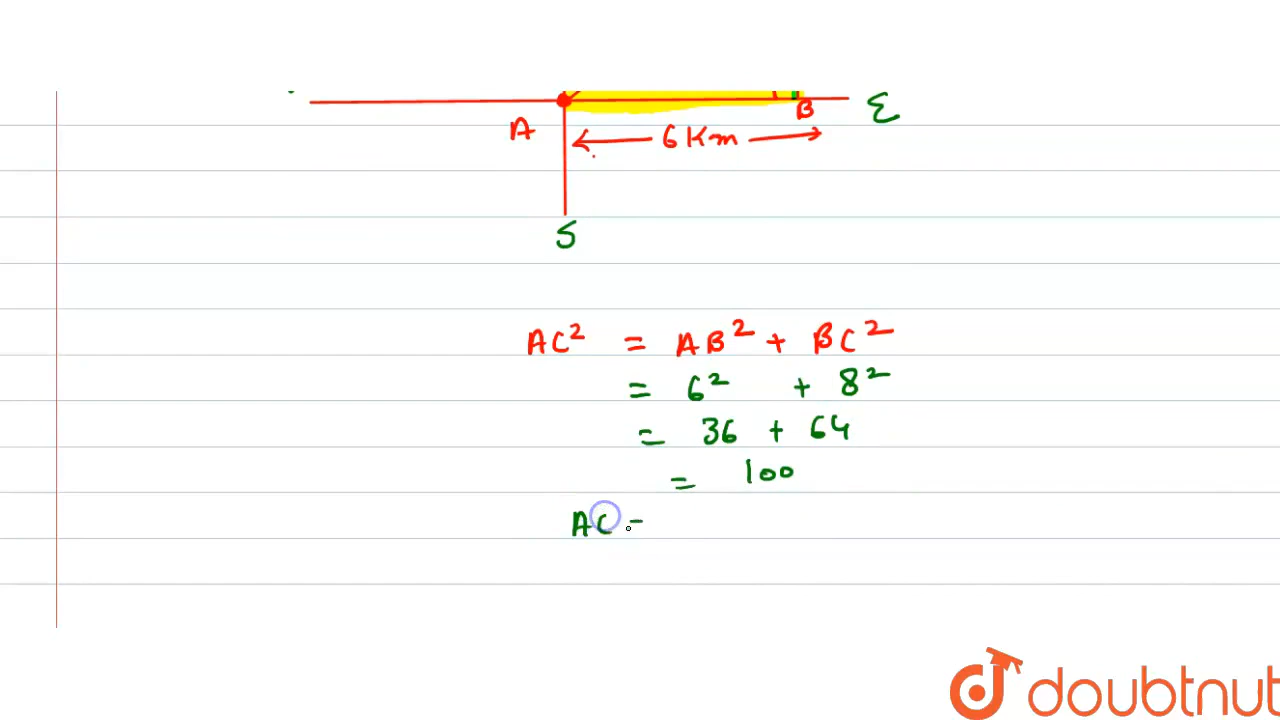 B
E
A
6 Km
S
AC² = AB² + BC²
= 6² + 8²
= 36 + 64
= 100
AC =
doubtnut